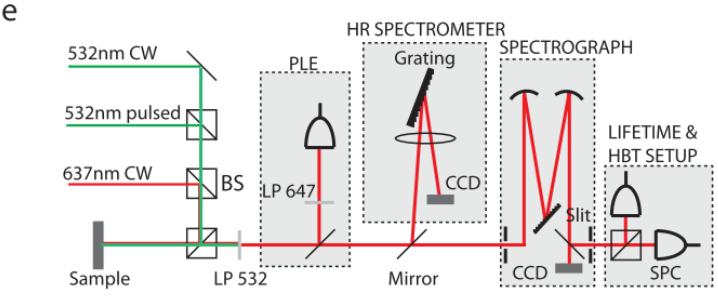 e
532nm CW
532nm pulsed
637nm CW
BS
Sample
LP 532
PLE
LP 647
HR SPECTROMETER
Grating
CCD
Mirror
SPECTROGRAPH
Slit
CCD
LIFETIME &
HBT SETUP
SPC